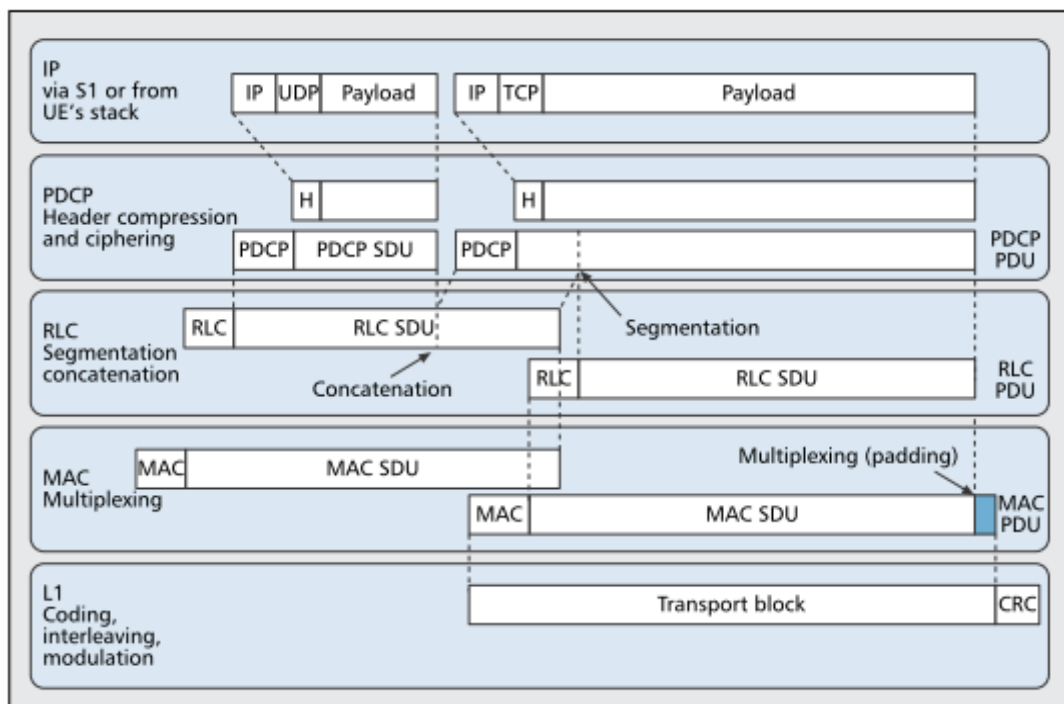 IP
via S1 or from
UE's stack
IP UDP Payload IP TCP Payload
PDCP
Header compression
and ciphering
H H
PDCP PDCP SDU PDCP
PDCP
PDU
RLC
Segmentation
concatenation
RLC RLC SDU
Segmentation
Concatenation
RLC RLC SDU
RLC
PDU
MAC
Multiplexing
MAC MAC SDU
Multiplexing (padding)
MAC MAC SDU
MAC
PDU
L1
Coding,
interleaving,
modulation
Transport block CRC